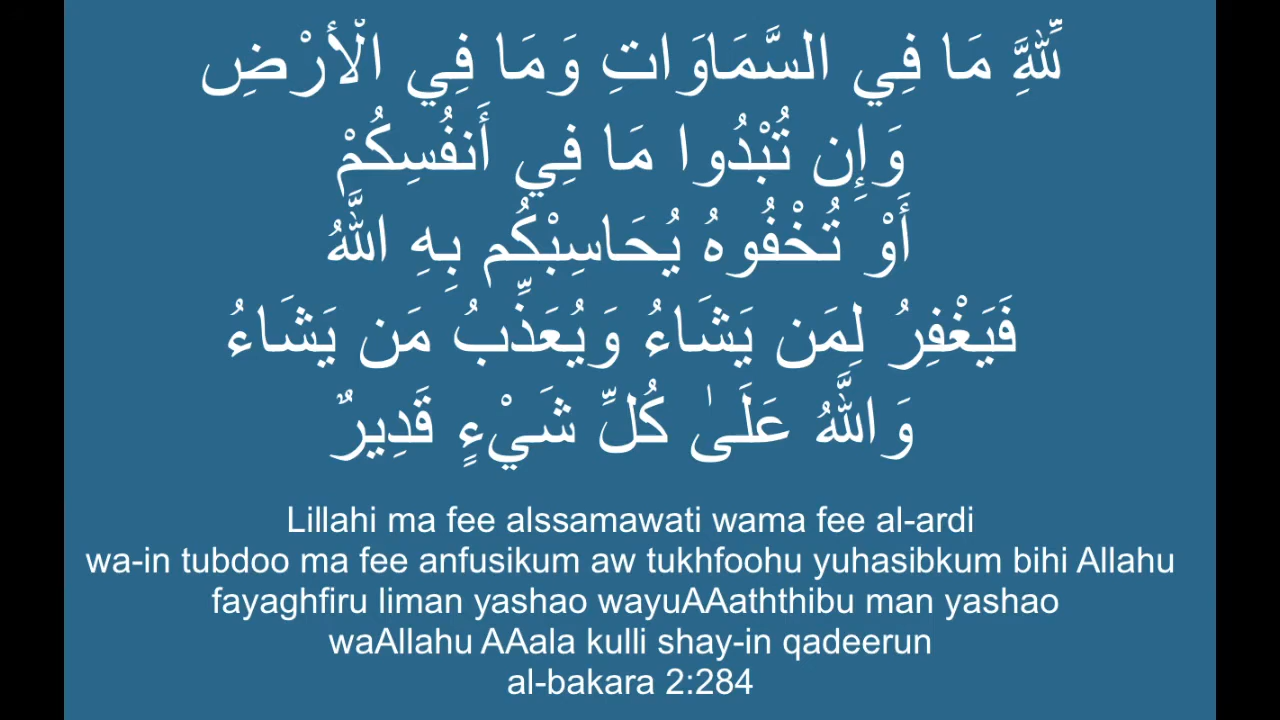 لِّلَّهِ مَا فِي السَّمَاوَاتِ وَمَا فِي الْأَرْضِ
وَإِن تُبْدُوا مَا فِي أَنفُسِكُمْ
أَوْ تُخْفُوهُ يُحَاسِبْكُم بِهِ اللَّهُ
فَيَغْفِرُ لِمَن يَشَاءُ وَيُعَذِّبُ مَن يَشَاءُ
وَاللَّهُ عَلَىٰ كُلِّ شَيْءٍ قَدِيرٌ
Lillahi ma fee alssamawati wama fee al-ardi
wa-in tubdoo ma fee anfusikum aw tukhfoohu yuhasibkum bihi Allahu
fayaghfiru liman yashao wayuAAaththibu man yashao
waAllahu AAala kulli shay-in qadeerun
al-bakara 2:284